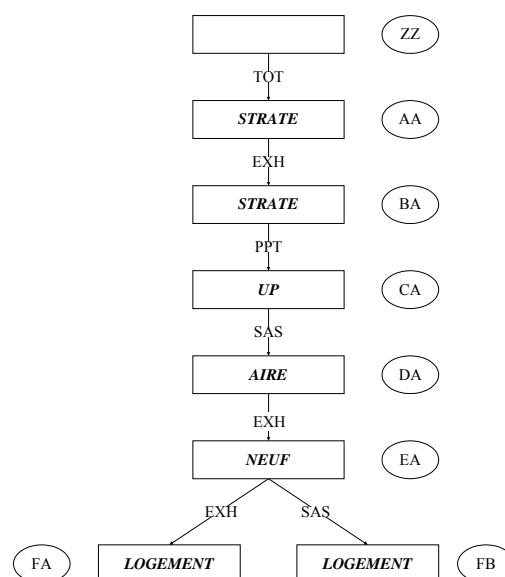 ZZ
TOT
STRATE AA
EXH
STRATE BA
PPT
UP CA
SAS
AIRE DA
EXH
NEUF EA
EXH SAS
FA LOGEMENT LOGEMENT FB